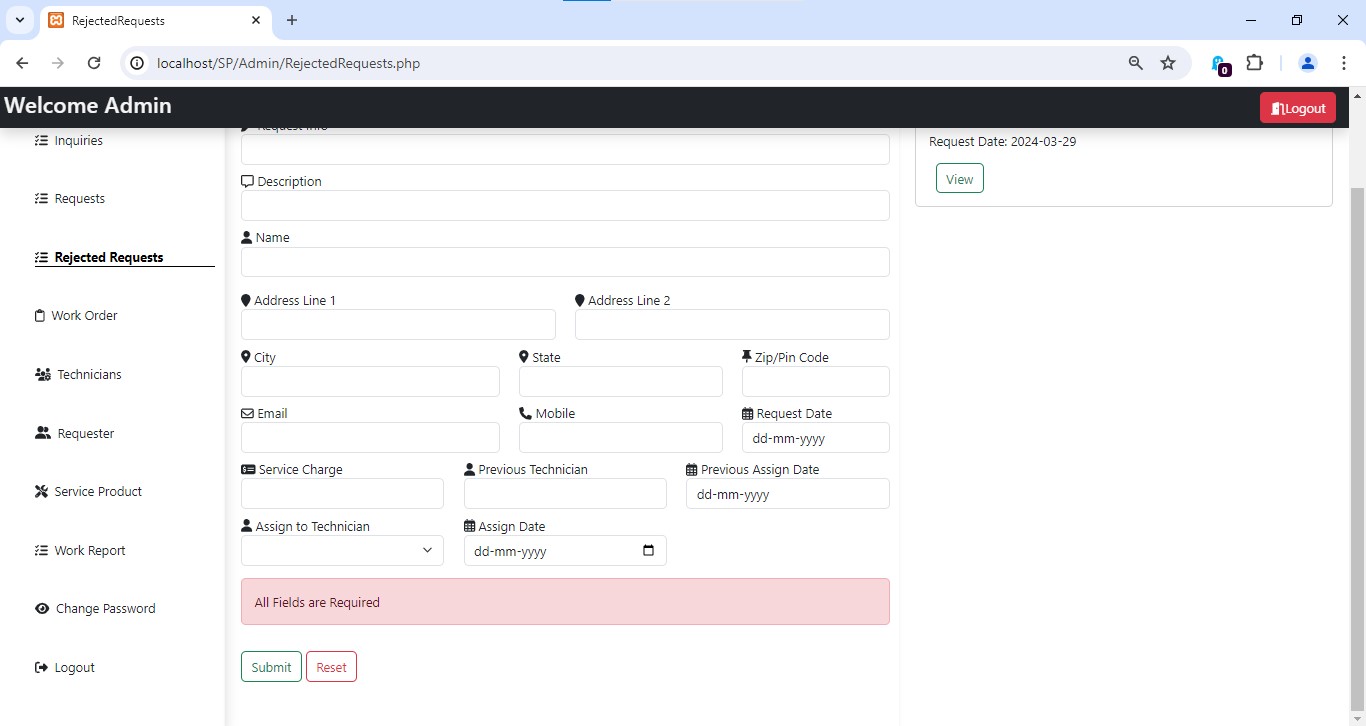 RejectedRequests
localhost/SP/Admin/RejectedRequests.php
0
Welcome Admin
Logout
Inquiries
Requests
Rejected Requests
Work Order
Technicians
Requester
Service Product
Work Report
Change Password
Logout
Request Info
Description
Name
Address Line 1 Address Line 2
City State Zip/Pin Code
Email Mobile Request Date
dd-mm-yyyy
Service Charge Previous Technician Previous Assign Date
dd-mm-yyyy
Assign to Technician Assign Date
dd-mm-yyyy
All Fields are Required
Submit Reset
Request Date: 2024-03-29
View